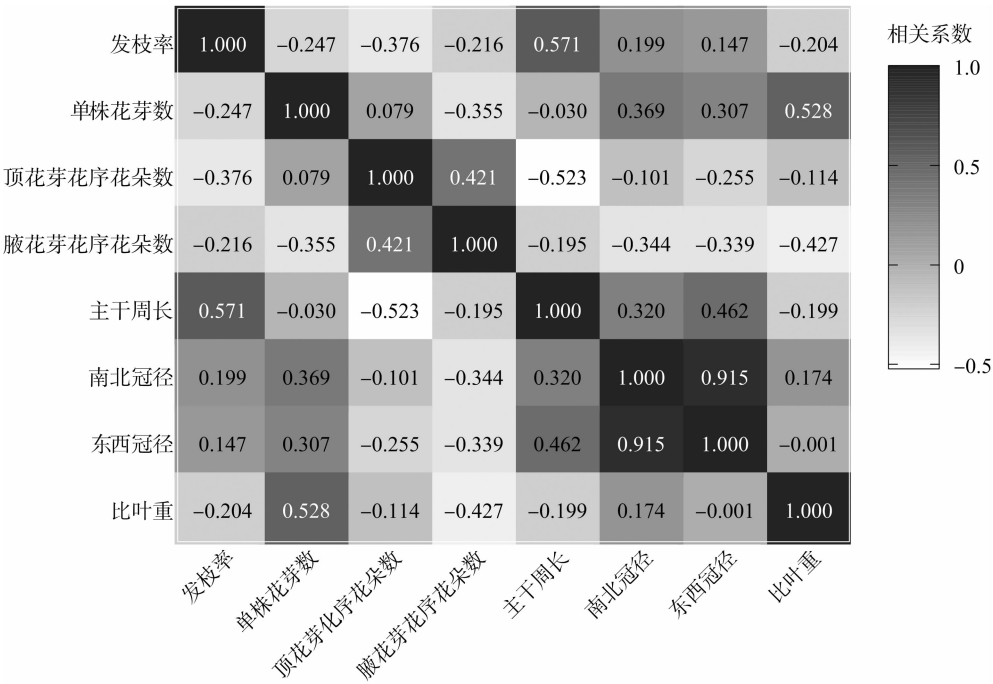 发枝率 1.000 −0.247 −0.376 −0.216 0.571 0.199 0.147 −0.204
单株花芽数 −0.247 1.000 0.079 −0.355 −0.030 0.369 0.307 0.528
顶花芽花序花朵数 −0.376 0.079 1.000 0.421 −0.523 −0.101 −0.255 −0.114
腋花芽花序花朵数 −0.216 −0.355 0.421 1.000 −0.195 −0.344 −0.339 −0.427
主干周长 0.571 −0.030 −0.523 −0.195 1.000 0.320 0.462 −0.199
南北冠径 0.199 0.369 −0.101 −0.344 0.320 1.000 0.915 0.174
东西冠径 0.147 0.307 −0.255 −0.339 0.462 0.915 1.000 −0.001
比叶重 −0.204 0.528 −0.114 −0.427 −0.199 0.174 −0.001 1.000
发枝率
单株花芽数
顶花芽化序花朵数
腋花芽花序花朵数
主干周长
南北冠径
东西冠径
比叶重
相关系数
1.0
0.5
0
−0.5